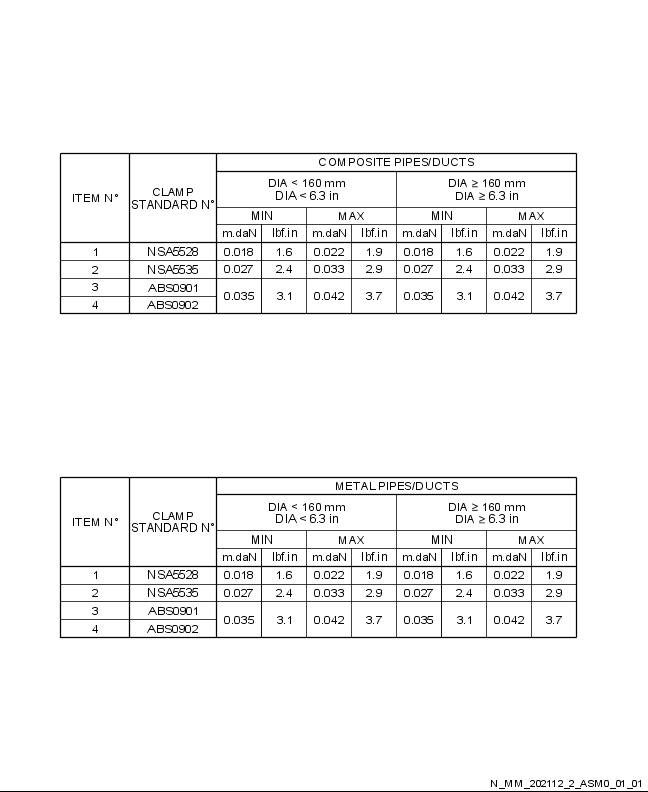 COMPOSITE PIPES/DUCTS
ITEM N° CLAMP STANDARD N° DIA < 160 mm DIA ≥ 160 mm
DIA < 6.3 in DIA ≥ 6.3 in
MIN MAX MIN MAX
m.daN lbf.in m.daN lbf.in m.daN lbf.in m.daN lbf.in
1 NSA5528 0.018 1.6 0.022 1.9 0.018 1.6 0.022 1.9
2 NSA5535 0.027 2.4 0.033 2.9 0.027 2.4 0.033 2.9
3 ABS0901
0.035 3.1 0.042 3.7 0.035 3.1 0.042 3.7
4 ABS0902
METAL PIPES/DUCTS
ITEM N° CLAMP STANDARD N° DIA < 160 mm DIA ≥ 160 mm
DIA < 6.3 in DIA ≥ 6.3 in
MIN MAX MIN MAX
m.daN lbf.in m.daN lbf.in m.daN lbf.in m.daN lbf.in
1 NSA5528 0.018 1.6 0.022 1.9 0.018 1.6 0.022 1.9
2 NSA5535 0.027 2.4 0.033 2.9 0.027 2.4 0.033 2.9
3 ABS0901
0.035 3.1 0.042 3.7 0.035 3.1 0.042 3.7
4 ABS0902
N_MM_202112_2_ASM0_01_01